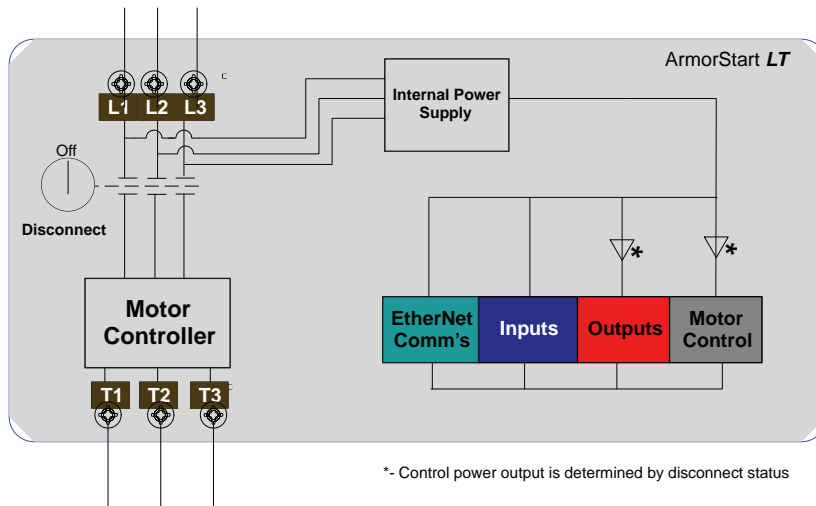 ArmorStart LT
L1 L2 L3
Internal Power
Supply
Off
Disconnect
*
*
Motor
Controller
EtherNet
Comm's
Inputs
Outputs
Motor
Control
T1 T2 T3
*- Control power output is determined by disconnect status